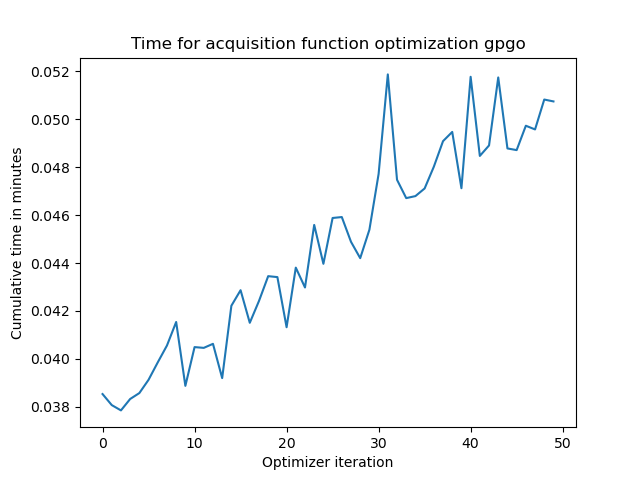 Time for acquisition function optimization gpgo
0.052
0.050
0.048
0.046
0.044
0.042
0.040
0.038
Cumulative time in minutes
0 10 20 30 40 50
Optimizer iteration